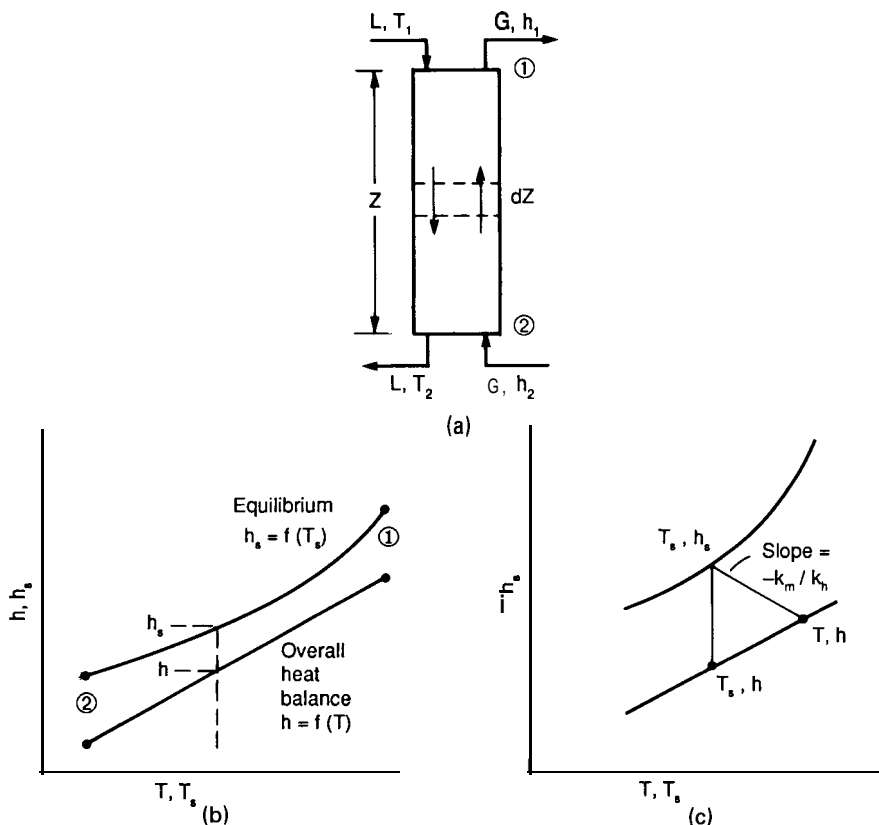 L, T₁
G, h₁
①
Z
dZ
②
L, T₂
G, h₂
(a)
Equilibrium
hₛ = f (Tₛ)
①
h, hₛ
hₛ
h
Overall
heat
balance
h = f (T)
②
T, Tₛ
(b)
Tₛ , hₛ
Slope =
–kₘ / kₕ
T, h
Tₛ , h
T, Tₛ
(c)